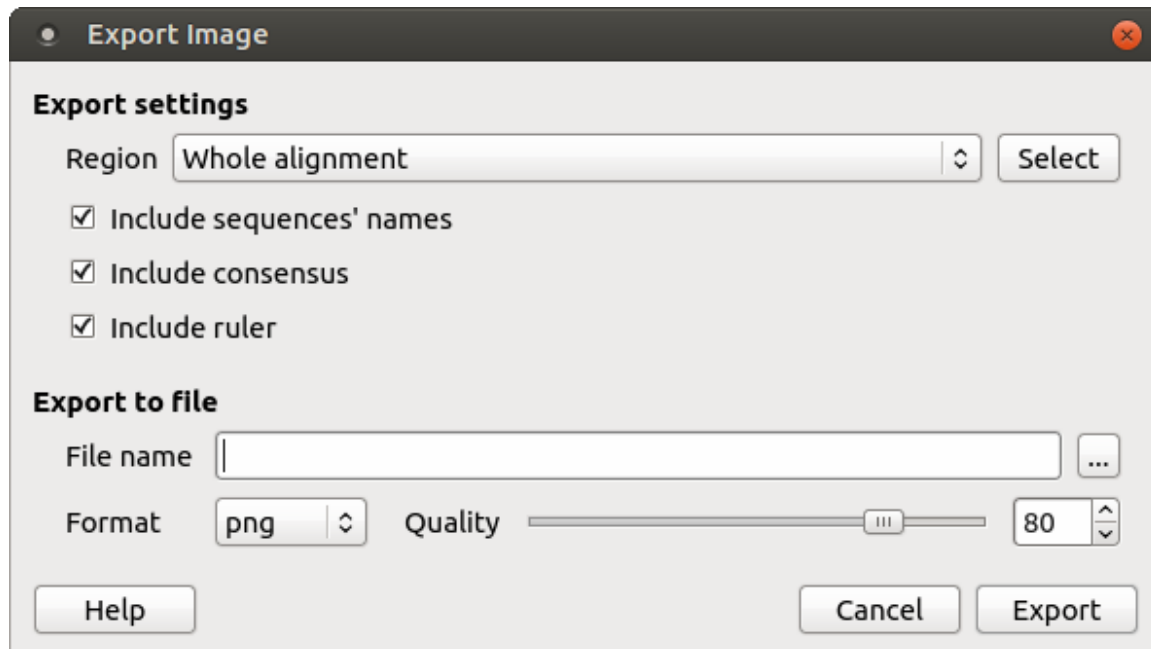 Export Image
Export settings
Region Whole alignment Select
Include sequences' names
Include consensus
Include ruler
Export to file
File name ...
Format png Quality 80
Help Cancel Export